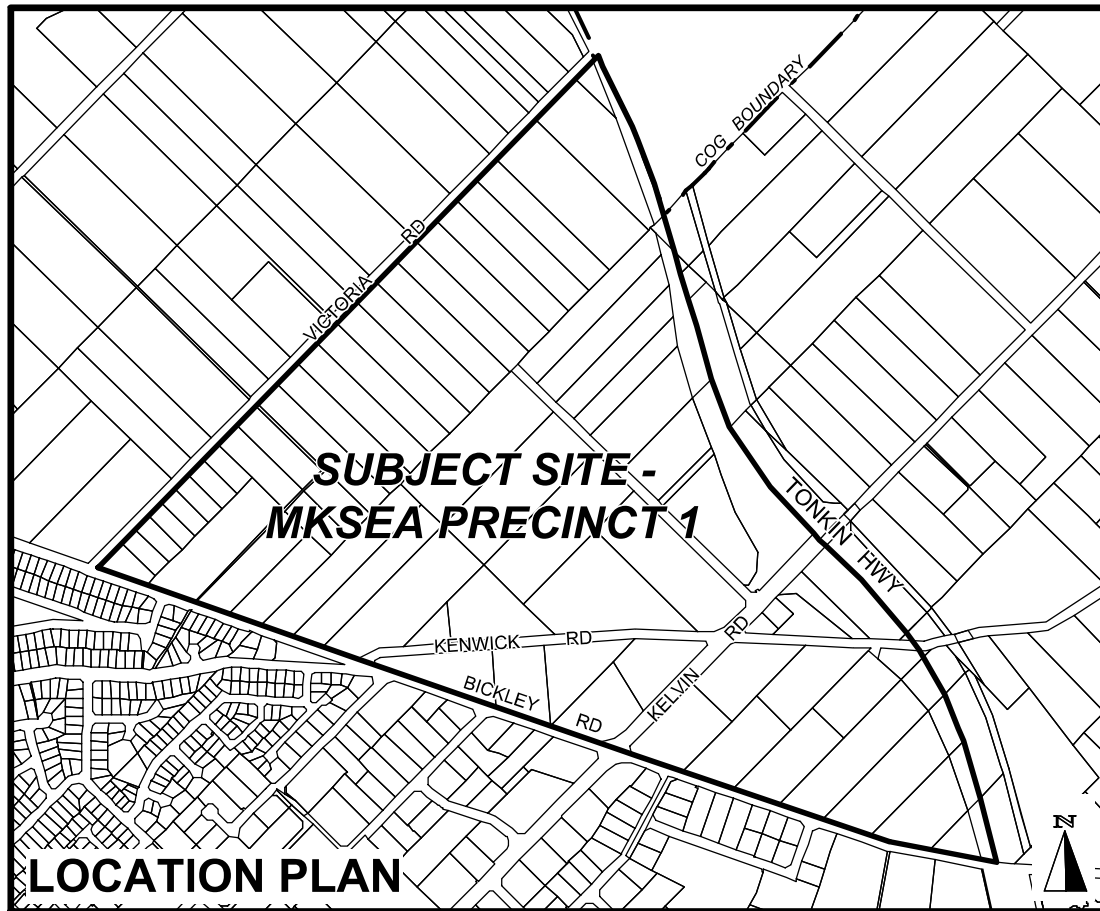 COG BOUNDARY
VICTORIA RD
SUBJECT SITE -
MKSEA PRECINCT 1
TONKIN HWY
KENWICK RD
KELVIN RD
BICKLEY RD
N
LOCATION PLAN